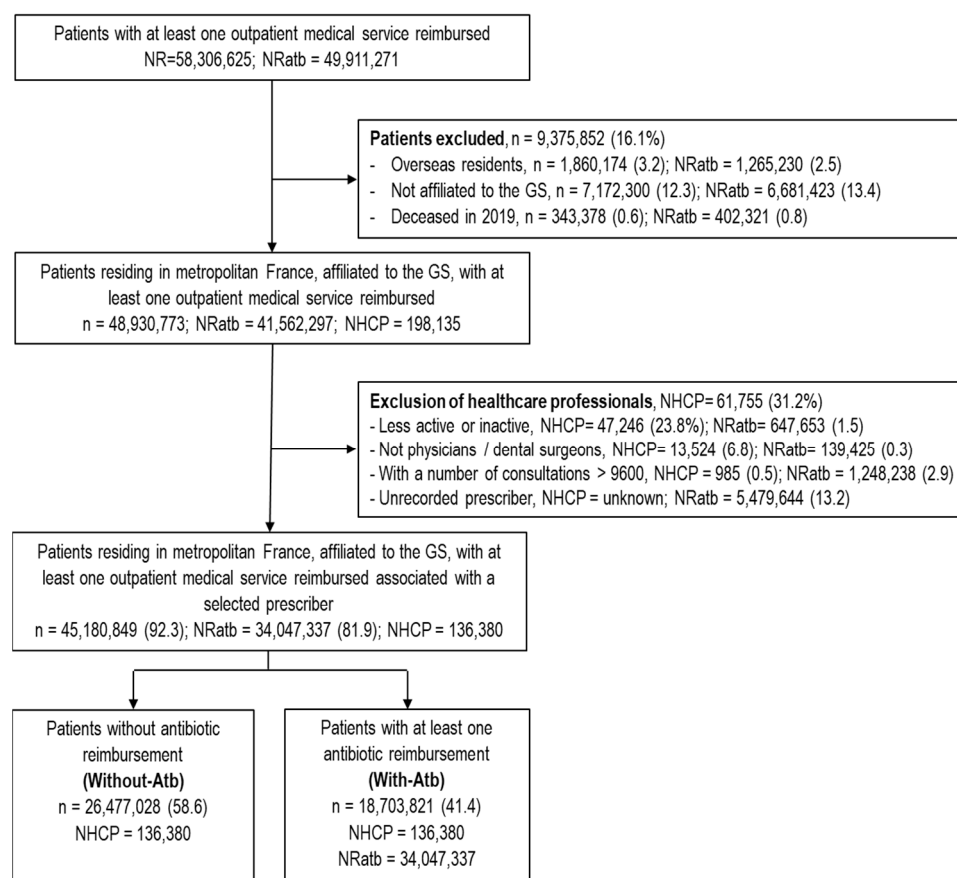 Patients with at least one outpatient medical service reimbursed
NR=58,306,625; NRatb = 49,911,271
Patients excluded, n = 9,375,852 (16.1%)
- Overseas residents, n = 1,860,174 (3.2); NRatb = 1,265,230 (2.5)
- Not affiliated to the GS, n = 7,172,300 (12.3); NRatb = 6,681,423 (13.4)
- Deceased in 2019, n = 343,378 (0.6); NRatb = 402,321 (0.8)
Patients residing in metropolitan France, affiliated to the GS, with at
least one outpatient medical service reimbursed
n = 48,930,773; NRatb = 41,562,297; NHCP = 198,135
Exclusion of healthcare professionals, NHCP= 61,755 (31.2%)
- Less active or inactive, NHCP= 47,246 (23.8%); NRatb= 647,653 (1.5)
- Not physicians / dental surgeons, NHCP= 13,524 (6.8); NRatb= 139,425 (0.3)
- With a number of consultations > 9600, NHCP = 985 (0.5); NRatb = 1,248,238 (2.9)
- Unrecorded prescriber, NHCP = unknown; NRatb = 5,479,644 (13.2)
Patients residing in metropolitan France, affiliated to the GS, with at
least one outpatient medical service reimbursed associated with a
selected prescriber
n = 45,180,849 (92.3); NRatb = 34,047,337 (81.9); NHCP = 136,380
Patients without antibiotic
reimbursement
(Without-Atb)
n = 26,477,028 (58.6)
NHCP = 136,380
Patients with at least one
antibiotic reimbursement
(With-Atb)
n = 18,703,821 (41.4)
NHCP = 136,380
NRatb = 34,047,337